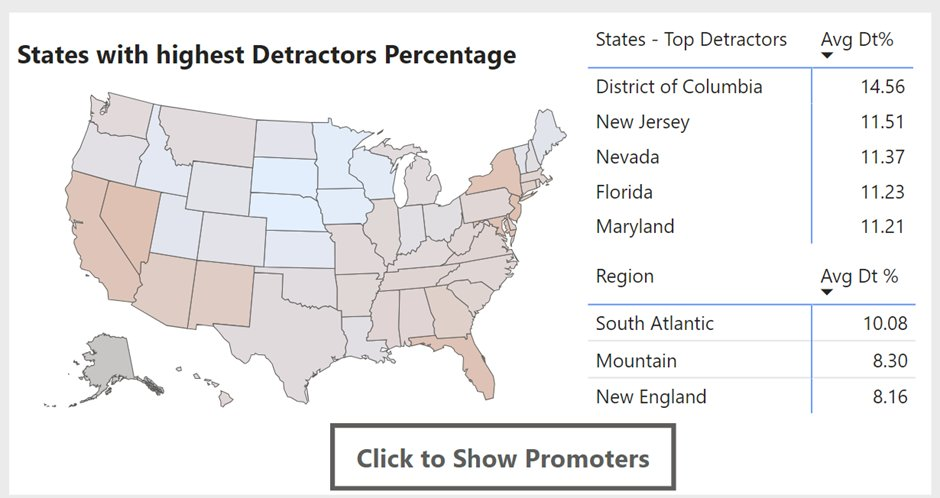 States with highest Detractors Percentage
States - Top Detractors Avg Dt%
District of Columbia 14.56
New Jersey 11.51
Nevada 11.37
Florida 11.23
Maryland 11.21
Region Avg Dt %
South Atlantic 10.08
Mountain 8.30
New England 8.16
Click to Show Promoters